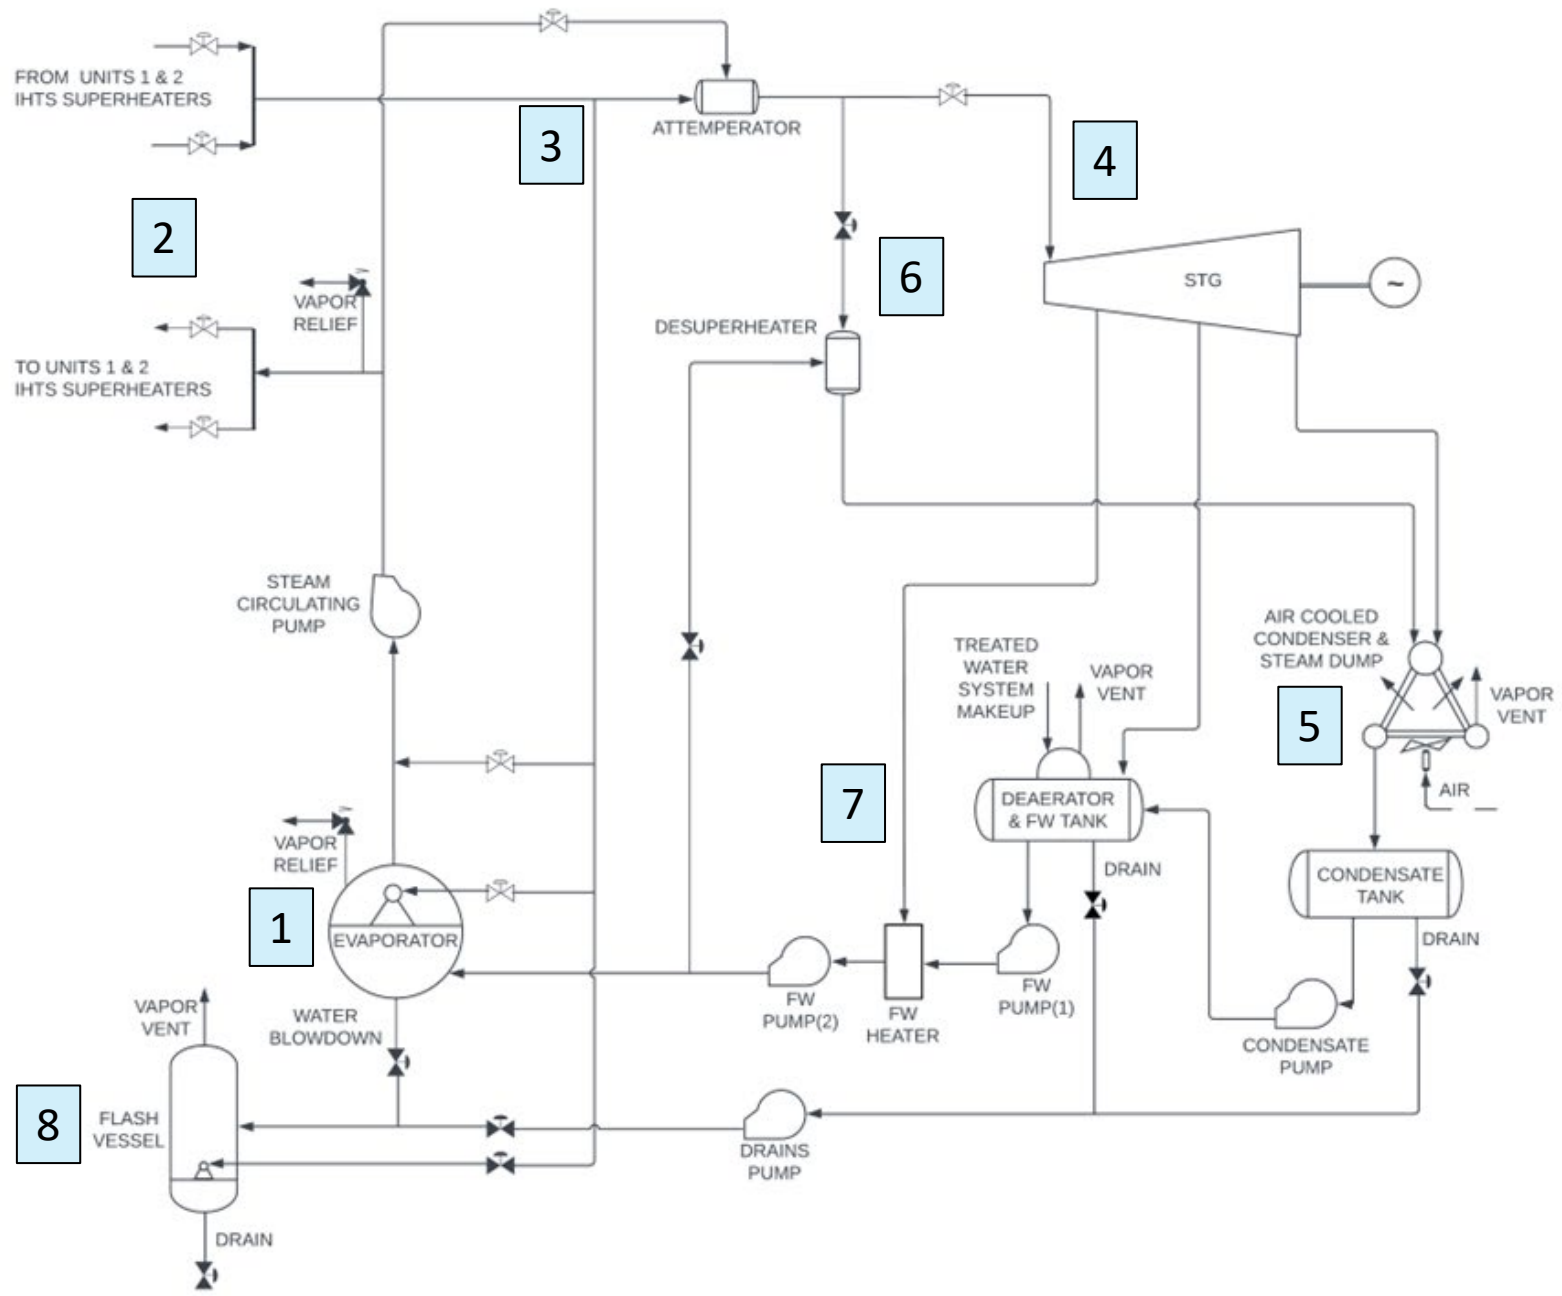 FROM UNITS 1 & 2
IHTS SUPERHEATERS
ATTEMPERATOR
3
4
2
6
VAPOR
RELIEF
STG
~
DESUPERHEATER
TO UNITS 1 & 2
IHTS SUPERHEATERS
STEAM
CIRCULATING
PUMP
AIR COOLED
CONDENSER &
STEAM DUMP
TREATED
WATER
SYSTEM
MAKEUP
VAPOR
VENT
VAPOR
VENT
5
7
AIR
DEAERATOR
& FW TANK
VAPOR
RELIEF
DRAIN
CONDENSATE
TANK
1
EVAPORATOR
DRAIN
VAPOR
VENT
WATER
BLOWDOWN
FW
PUMP(2)
FW
HEATER
FW
PUMP(1)
CONDENSATE
PUMP
8
FLASH
VESSEL
DRAINS
PUMP
DRAIN